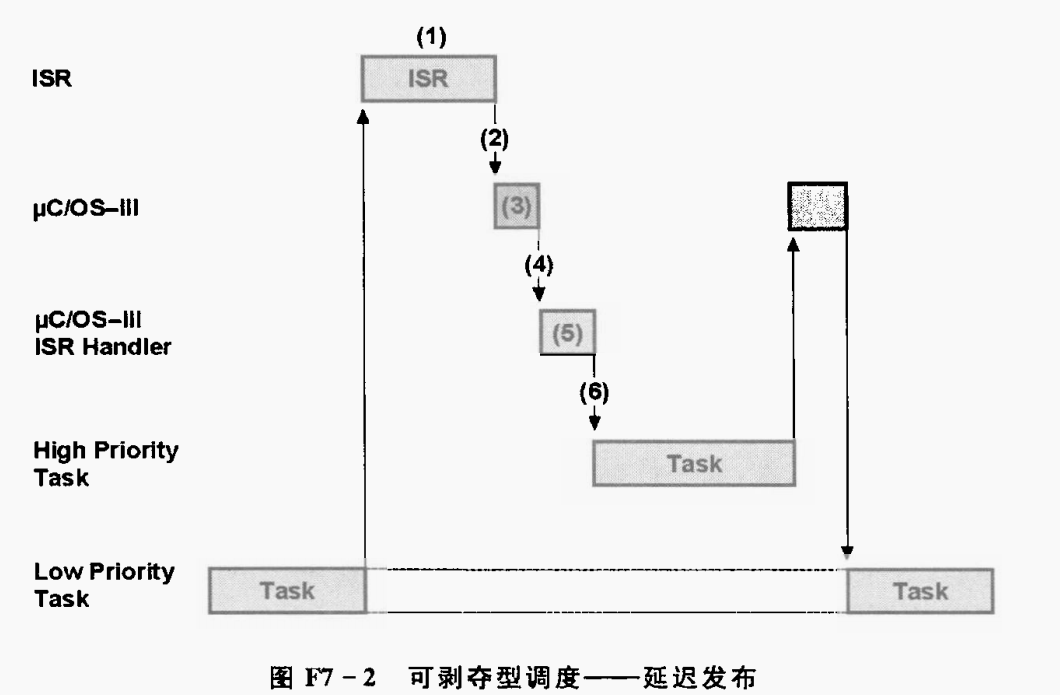 (1)
ISR
ISR
(2)
µC/OS–III
(3)
(4)
µC/OS–III
ISR Handler
(5)
(6)
High Priority
Task
Task
Low Priority
Task
Task
Task
图 F7-2 可剥夺型调度——延迟发布